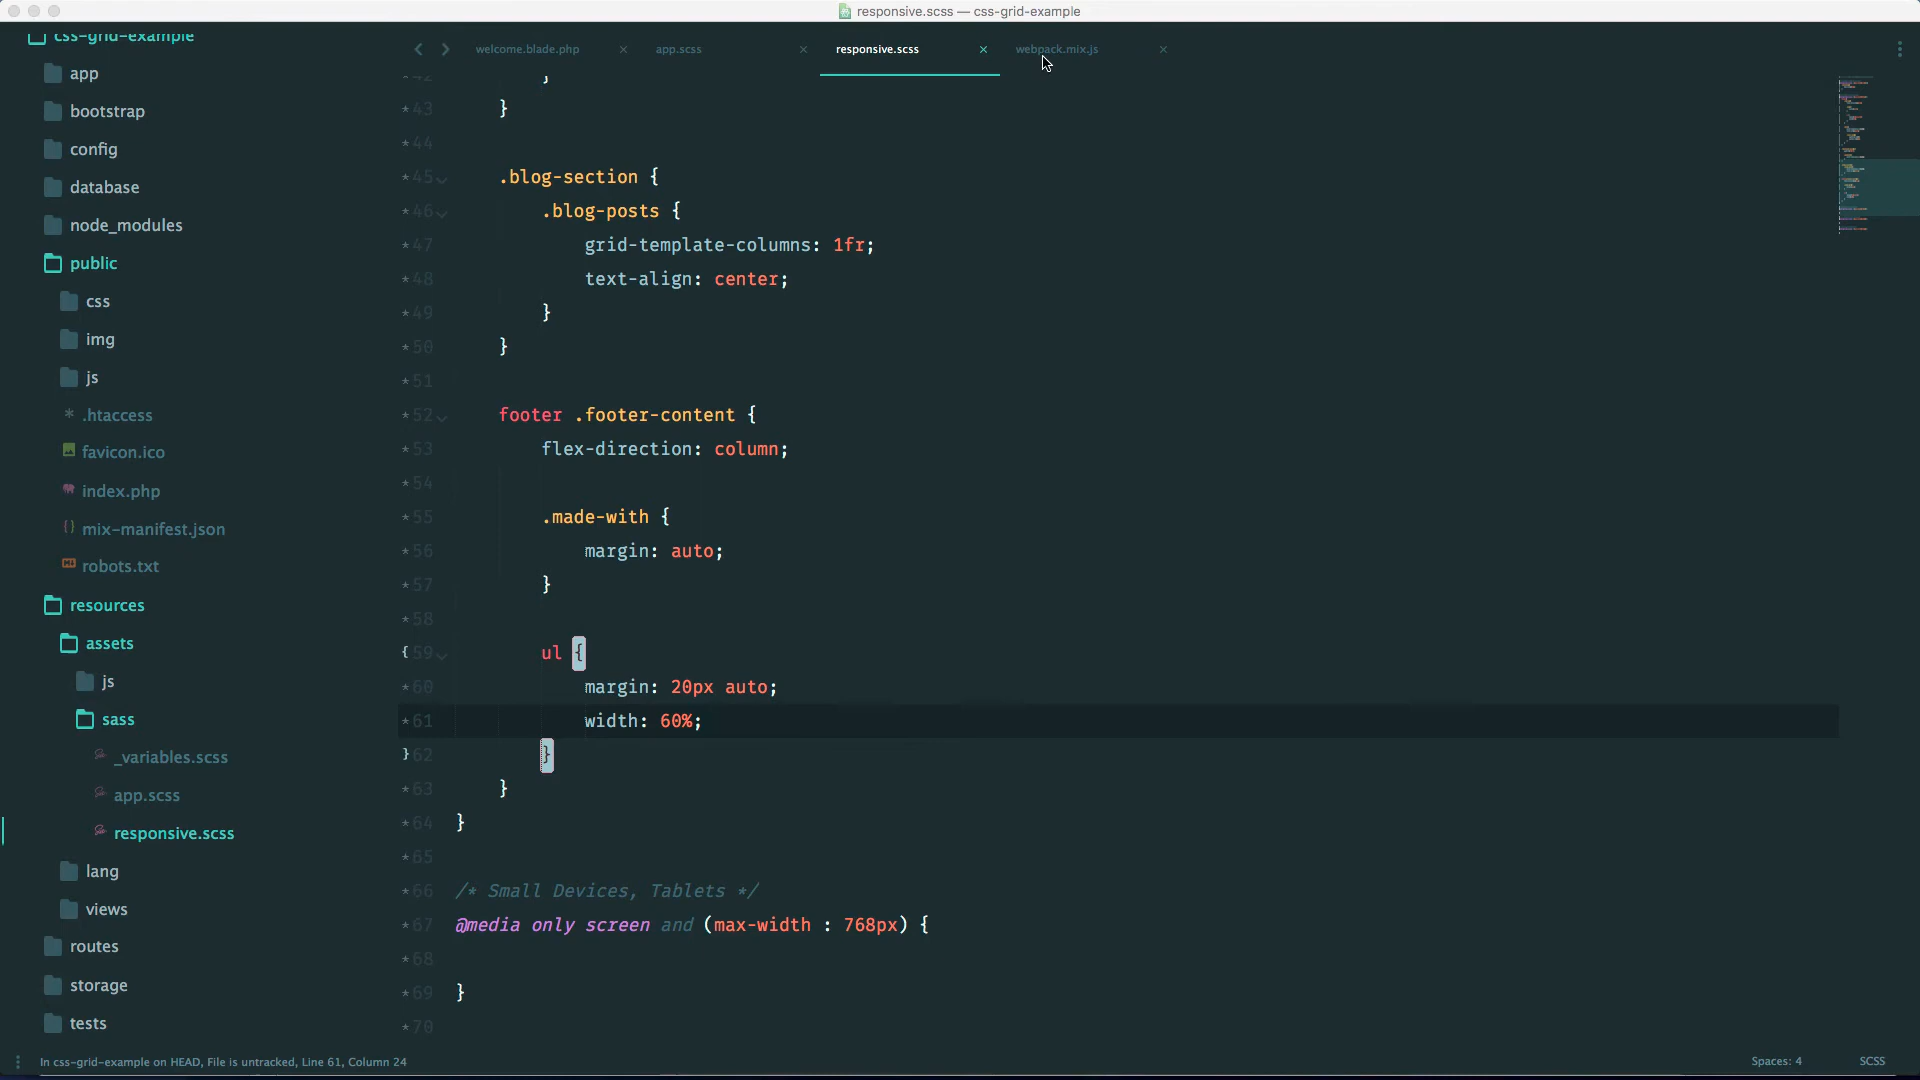 responsive.scss — css-grid-example
css-grid-example
app
bootstrap
config
database
node_modules
public
css
img
js
.htaccess
favicon.ico
index.php
mix-manifest.json
robots.txt
resources
assets
js
sass
_variables.scss
app.scss
responsive.scss
lang
views
routes
storage
tests
welcome.blade.php × app.scss × responsive.scss × webpack.mix.js ×
*42 }
*43 }
*44
*45 .blog-section {
*46 .blog-posts {
*47 grid-template-columns: 1fr;
*48 text-align: center;
*49 }
*50 }
*51
*52 footer .footer-content {
*53 flex-direction: column;
*54
*55 .made-with {
*56 margin: auto;
*57 }
*58
{59 ul {
*60 margin: 20px auto;
*61 width: 60%;
}62 }
*63 }
*64 }
*65
*66 /* Small Devices, Tablets */
*67 @media only screen and (max-width : 768px) {
*68
*69 }
*70
In css-grid-example on HEAD, File is untracked, Line 61, Column 24
Spaces: 4 SCSS